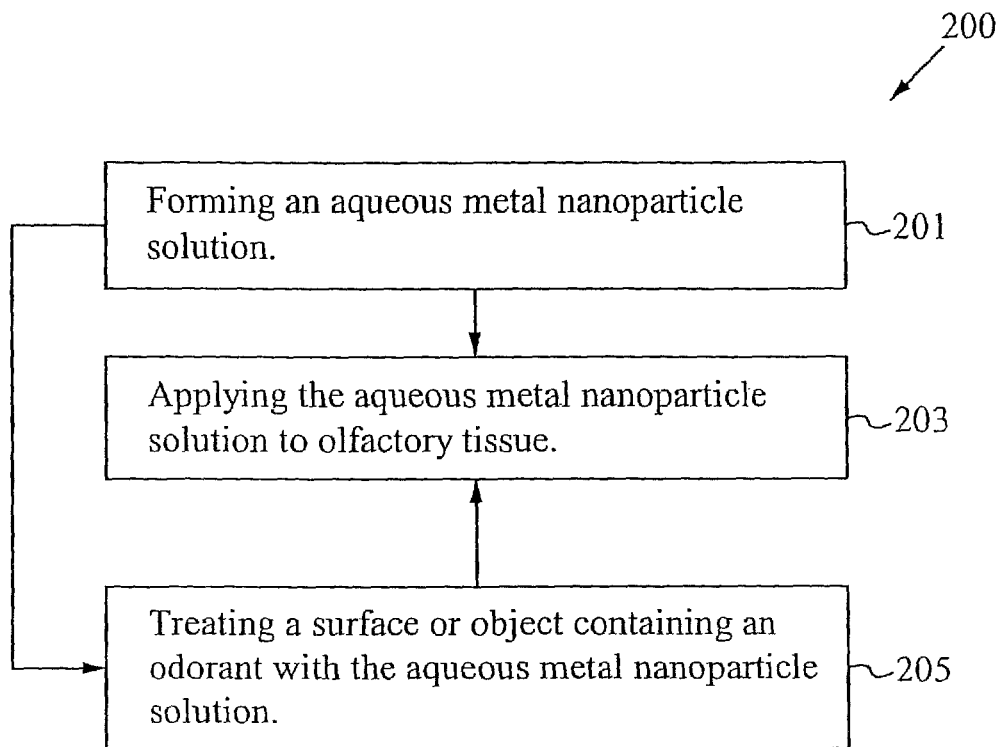 200
Forming an aqueous metal nanoparticle
solution.
201
Applying the aqueous metal nanoparticle
solution to olfactory tissue.
203
Treating a surface or object containing an
odorant with the aqueous metal nanoparticle
solution.
205